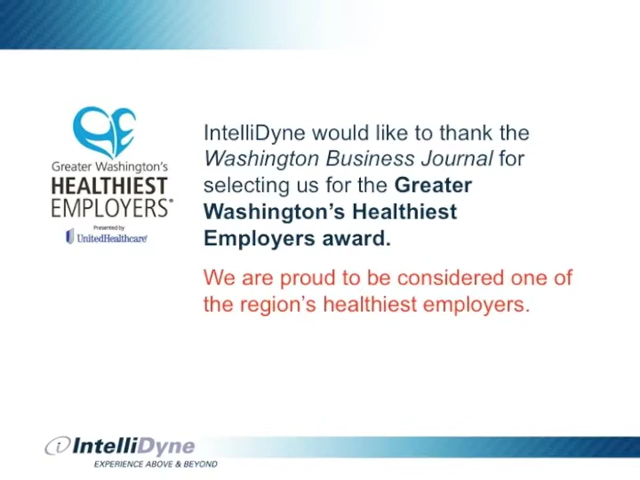 Greater Washington's
HEALTHIEST
EMPLOYERS®
Presented by
UnitedHealthcare®
IntelliDyne would like to thank the
Washington Business Journal for
selecting us for the Greater
Washington's Healthiest
Employers award.
We are proud to be considered one of
the region's healthiest employers.
i IntelliDyne
EXPERIENCE ABOVE & BEYOND